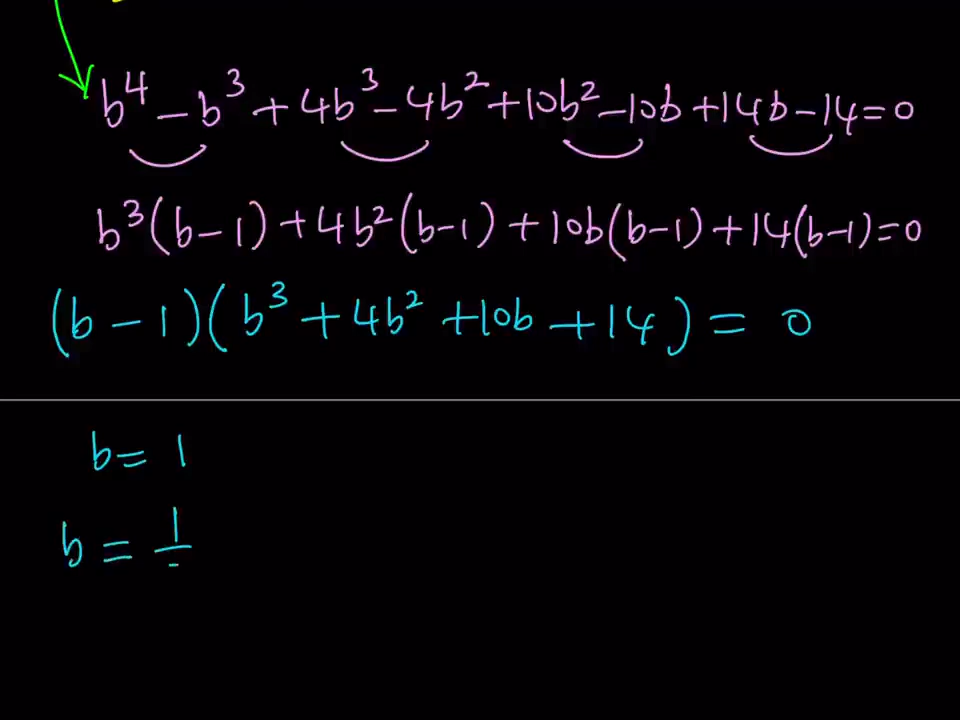 b⁴ - b³ + 4b³ - 4b² + 10b² - 10b + 14b - 14 = 0
b³(b-1) + 4b²(b-1) + 10b(b-1) + 14(b-1) = 0
(b - 1)(b³ + 4b² + 10b + 14) = 0
b = 1
b = 1/